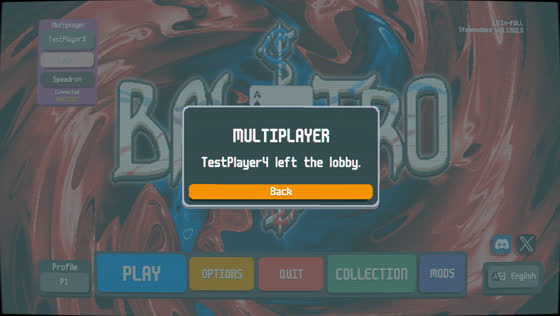 Multiplayer
TestPlayer3
Speedrun
Connected
1.0.1o-FULL
BALATRO
A
MULTIPLAYER
TestPlayer4 left the lobby.
Back
Profile
P1
PLAY
OPTIONS
QUIT
COLLECTION
MODS
English